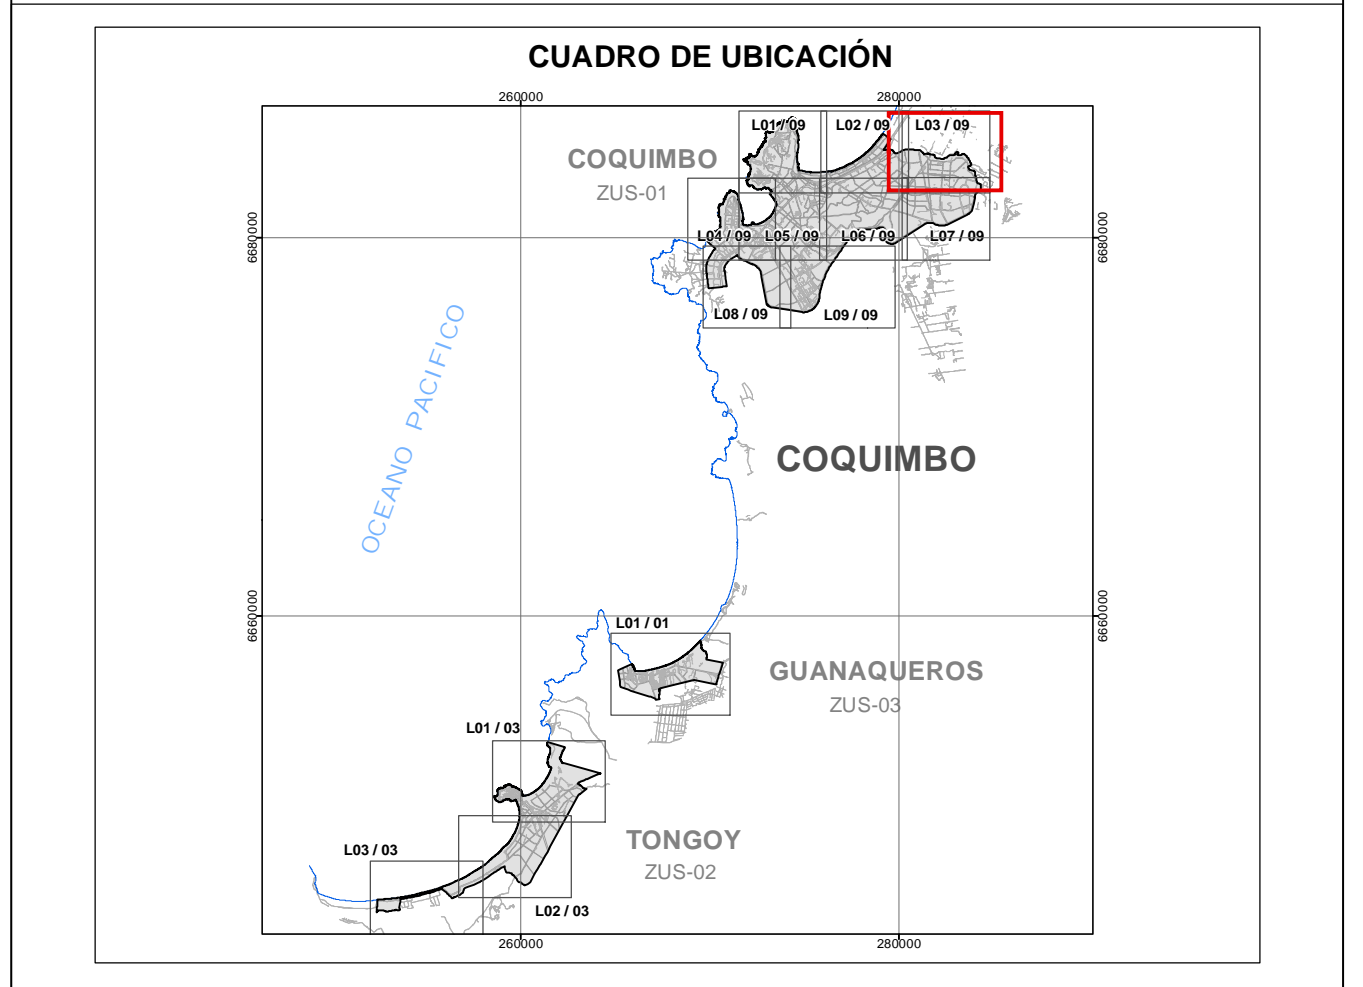 CUADRO DE UBICACIÓN
260000
280000
L01 / 09
L02 / 09
L03 / 09
COQUIMBO
ZUS-01
6680000
6680000
L04 / 09
L05 / 09
L06 / 09
L07 / 09
L08 / 09
L09 / 09
OCEANO PACIFICO
COQUIMBO
6660000
6660000
L01 / 01
GUANAQUEROS
ZUS-03
L01 / 03
TONGOY
ZUS-02
L03 / 03
L02 / 03
260000
280000